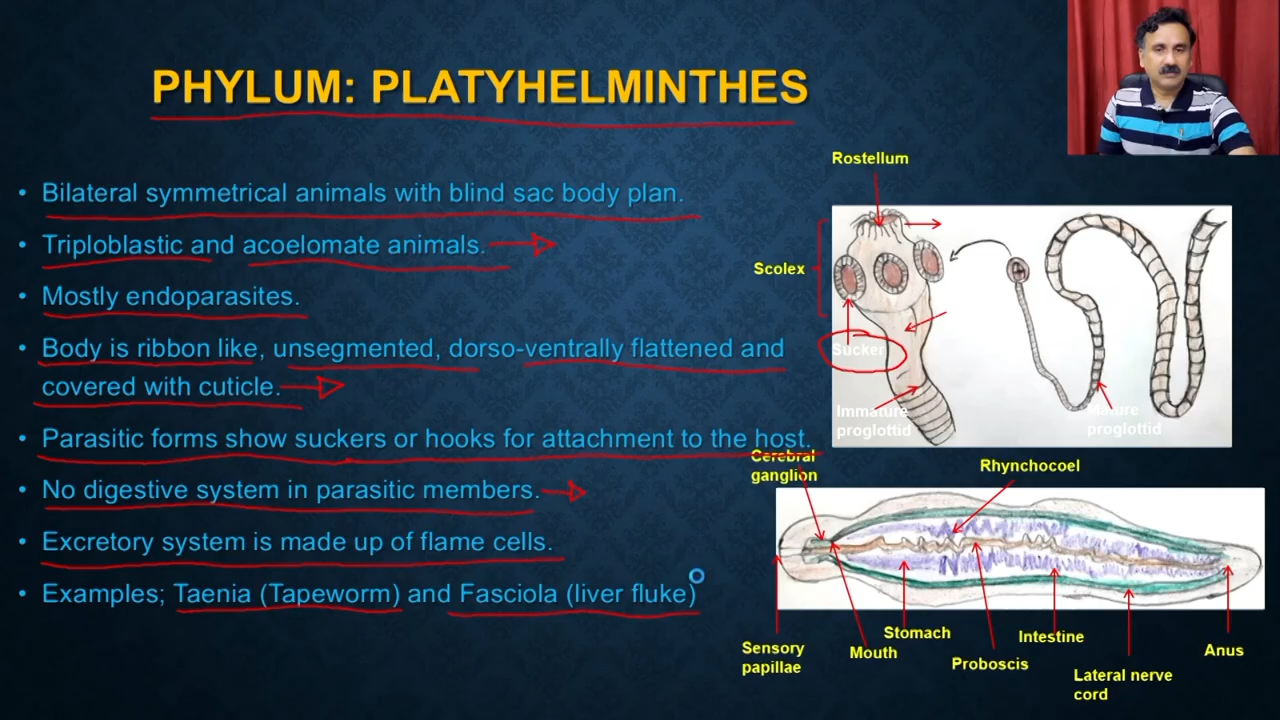 PHYLUM: PLATYHELMINTHES
• Bilateral symmetrical animals with blind sac body plan.
• Triploblastic and acoelomate animals.
• Mostly endoparasites.
• Body is ribbon like, unsegmented, dorso-ventrally flattened and
covered with cuticle.
• Parasitic forms show suckers or hooks for attachment to the host.
• No digestive system in parasitic members.
• Excretory system is made up of flame cells.
• Examples; Taenia (Tapeworm) and Fasciola (liver fluke)
Rostellum
Scolex
Sucker
Immature
proglottid
Mature
proglottid
Cerebral
ganglion
Rhynchocoel
Sensory
papillae
Mouth
Stomach
Proboscis
Intestine
Lateral nerve
cord
Anus